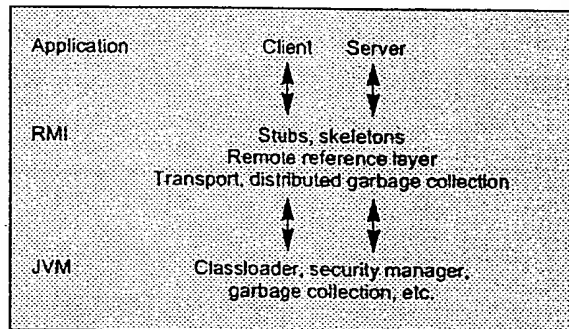 Application Client Server
RMI Stubs, skeletons
Remote reference layer
Transport, distributed garbage collection
JVM Classloader, security manager,
garbage collection, etc.